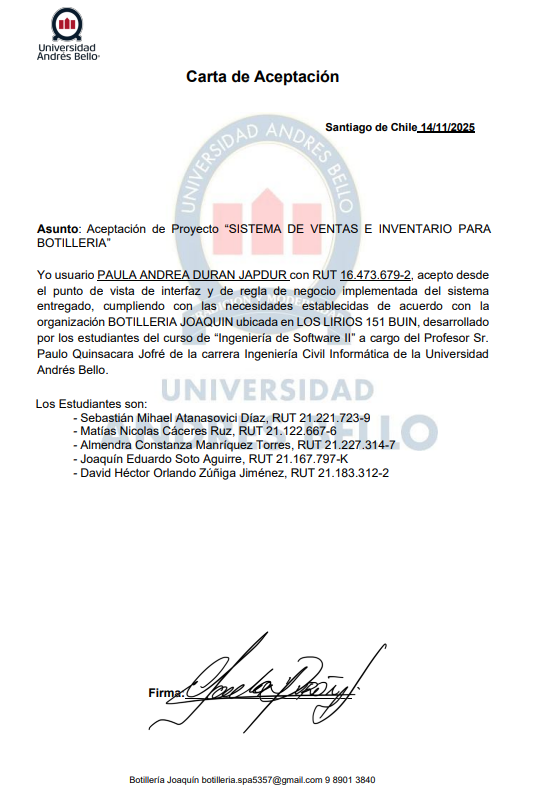 Universidad
Andrés Bello
Carta de Aceptación
Santiago de Chile 14/11/2025
UNIVERSIDAD ANDRES BELLO
Asunto: Aceptación de Proyecto “SISTEMA DE VENTAS E INVENTARIO PARA
BOTILLERIA”
Yo usuario PAULA ANDREA DURAN JAPDUR con RUT 16.473.679-2, acepto desde
el punto de vista de interfaz y de regla de negocio implementada del sistema
entregado, cumpliendo con las necesidades establecidas de acuerdo con la
organización BOTILLERIA JOAQUIN ubicada en LOS LIRIOS 151 BUIN, desarrollado
por los estudiantes del curso de “Ingeniería de Software II” a cargo del Profesor Sr.
Paulo Quinsacara Jofré de la carrera Ingeniería Civil Informática de la Universidad
Andrés Bello.
UNIVERSIDAD
ANDRES BELLO
Los Estudiantes son:
- Sebastián Mihael Atanasovici Díaz, RUT 21.221.723-9
- Matías Nicolas Cáceres Ruz, RUT 21.122.667-6
- Almendra Constanza Manríquez Torres, RUT 21.227.314-7
- Joaquín Eduardo Soto Aguirre, RUT 21.167.797-K
- David Héctor Orlando Zúñiga Jiménez, RUT 21.183.312-2
Firma:
Botillería Joaquín botilleria.spa5357@gmail.com 9 8901 3840